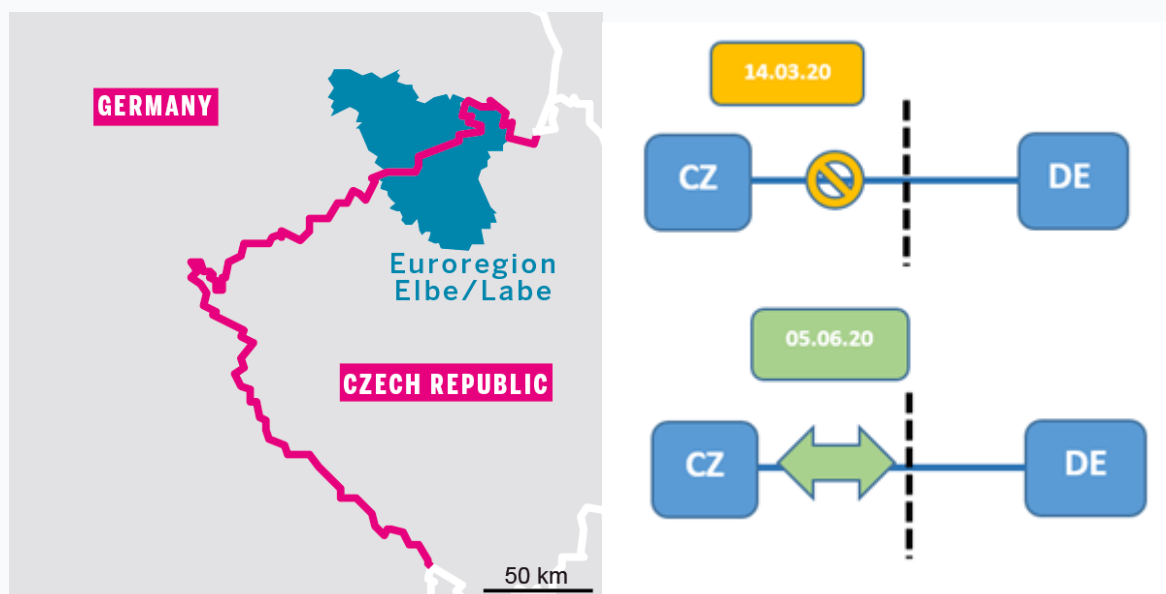 GERMANY
Euroregion
Elbe/Labe
CZECH REPUBLIC
50 km
14.03.20
CZ
DE
05.06.20
CZ
DE